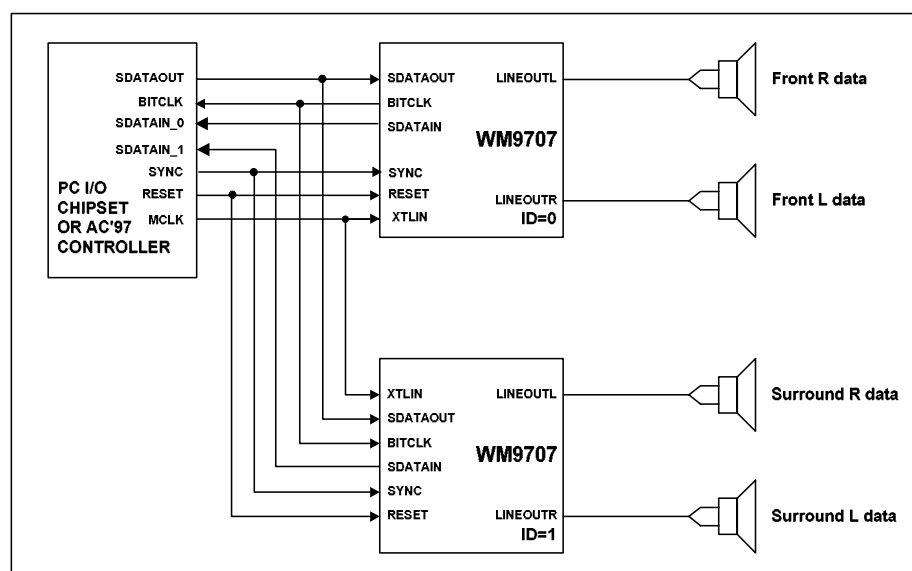 SDATAOUT
BITCLK
SDATAIN_0
SDATAIN_1
SYNC
RESET
MCLK
PC I/O
CHIPSET
OR AC'97
CONTROLLER
SDATAOUT
BITCLK
SDATAIN
SYNC
RESET
XTLIN
LINEOUTL
WM9707
LINEOUTR
ID=0
Front R data
Front L data
XTLIN
SDATAOUT
BITCLK
SDATAIN
SYNC
RESET
LINEOUTL
WM9707
LINEOUTR
ID=1
Surround R data
Surround L data